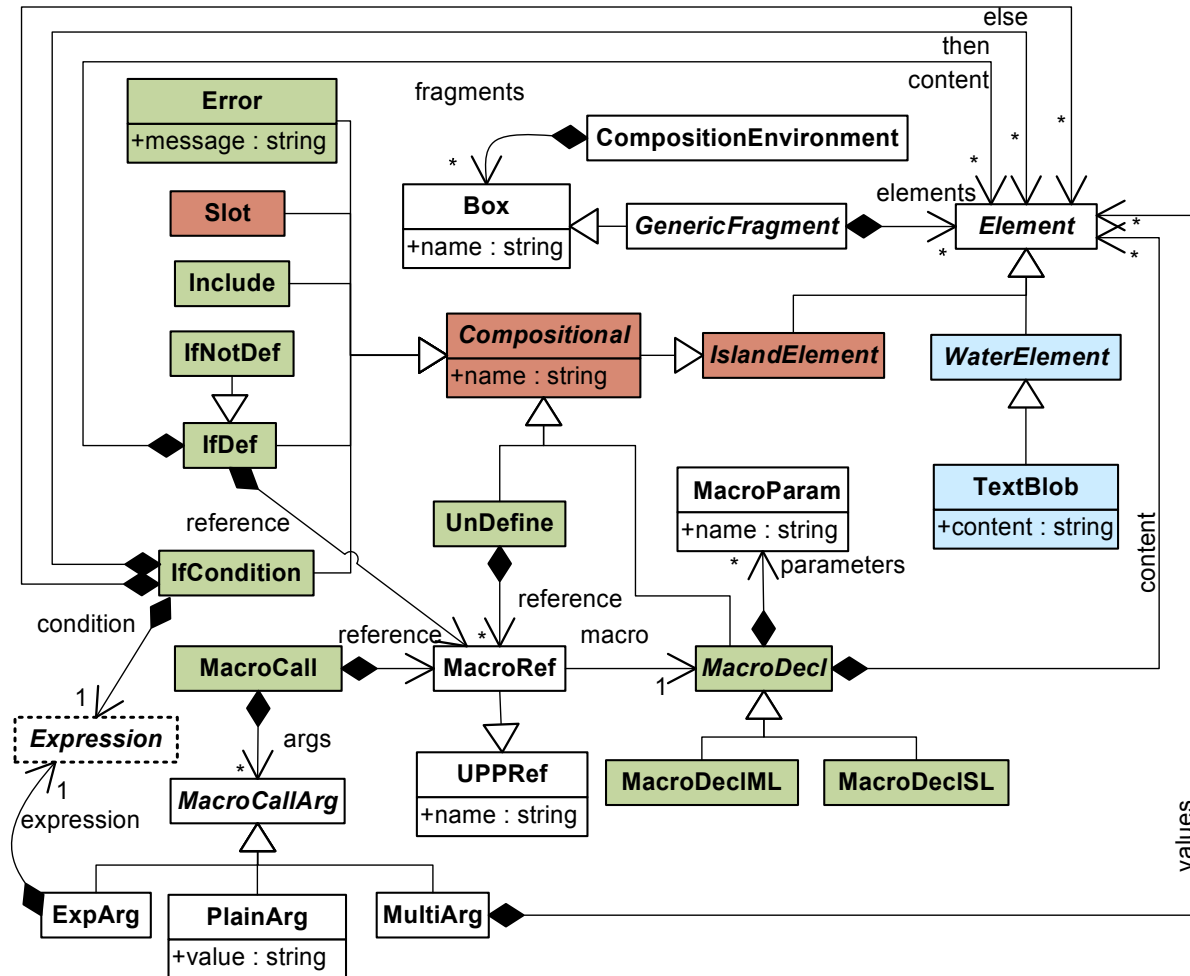 else
then
content
Error
+message : string
fragments
CompositionEnvironment
*
*
*
*
Slot
Box
+name : string
elements
GenericFragment
Element
*
*
*
Include
IfNotDef
Compositional
+name : string
IslandElement
WaterElement
IfDef
reference
UnDefine
MacroParam
+name : string
TextBlob
+content : string
content
IfCondition
*
parameters
condition
reference
reference
*
macro
MacroCall
MacroRef
1
MacroDecl
1
Expression
args
*
1
expression
MacroCallArg
UPPRef
+name : string
MacroDeclML
MacroDeclSL
values
ExpArg
PlainArg
+value : string
MultiArg